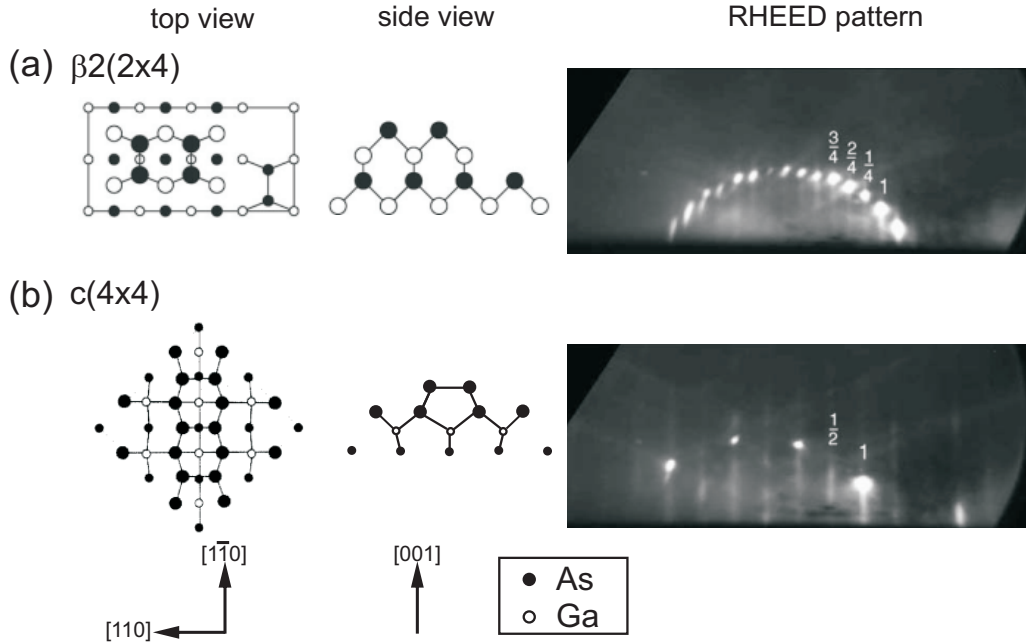 top view side view RHEED pattern
(a) β2(2x4)
3/4 2/4 1/4 1
(b) c(4x4)
1/2 1
[11̅0] [001]
[110]
As
Ga